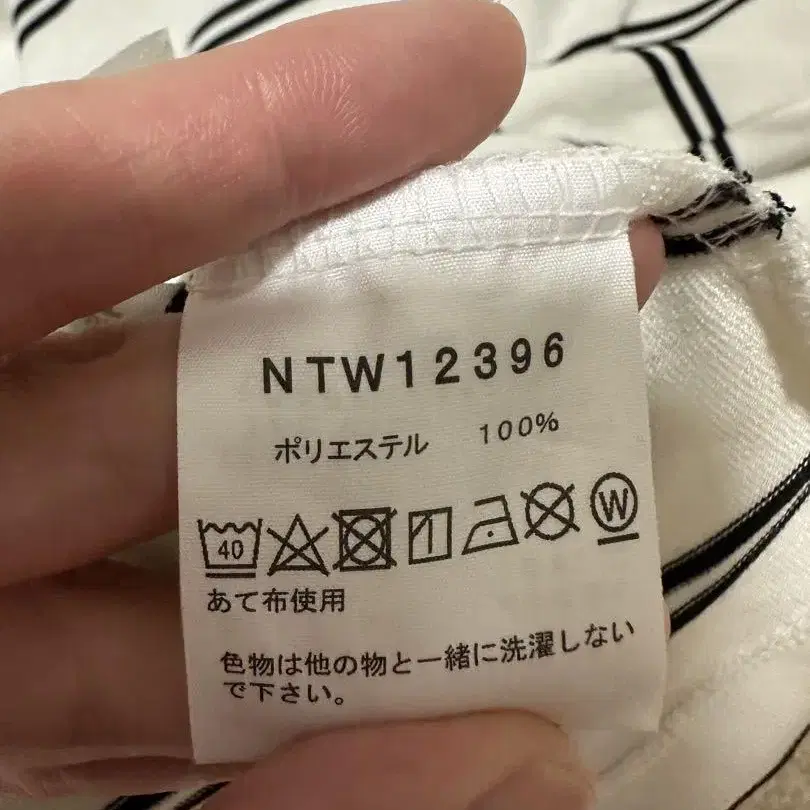 NTW12396
ポリエステル 100%
40 W
あて布使用
色物は他の物と一緒に洗濯しない
で下さい。